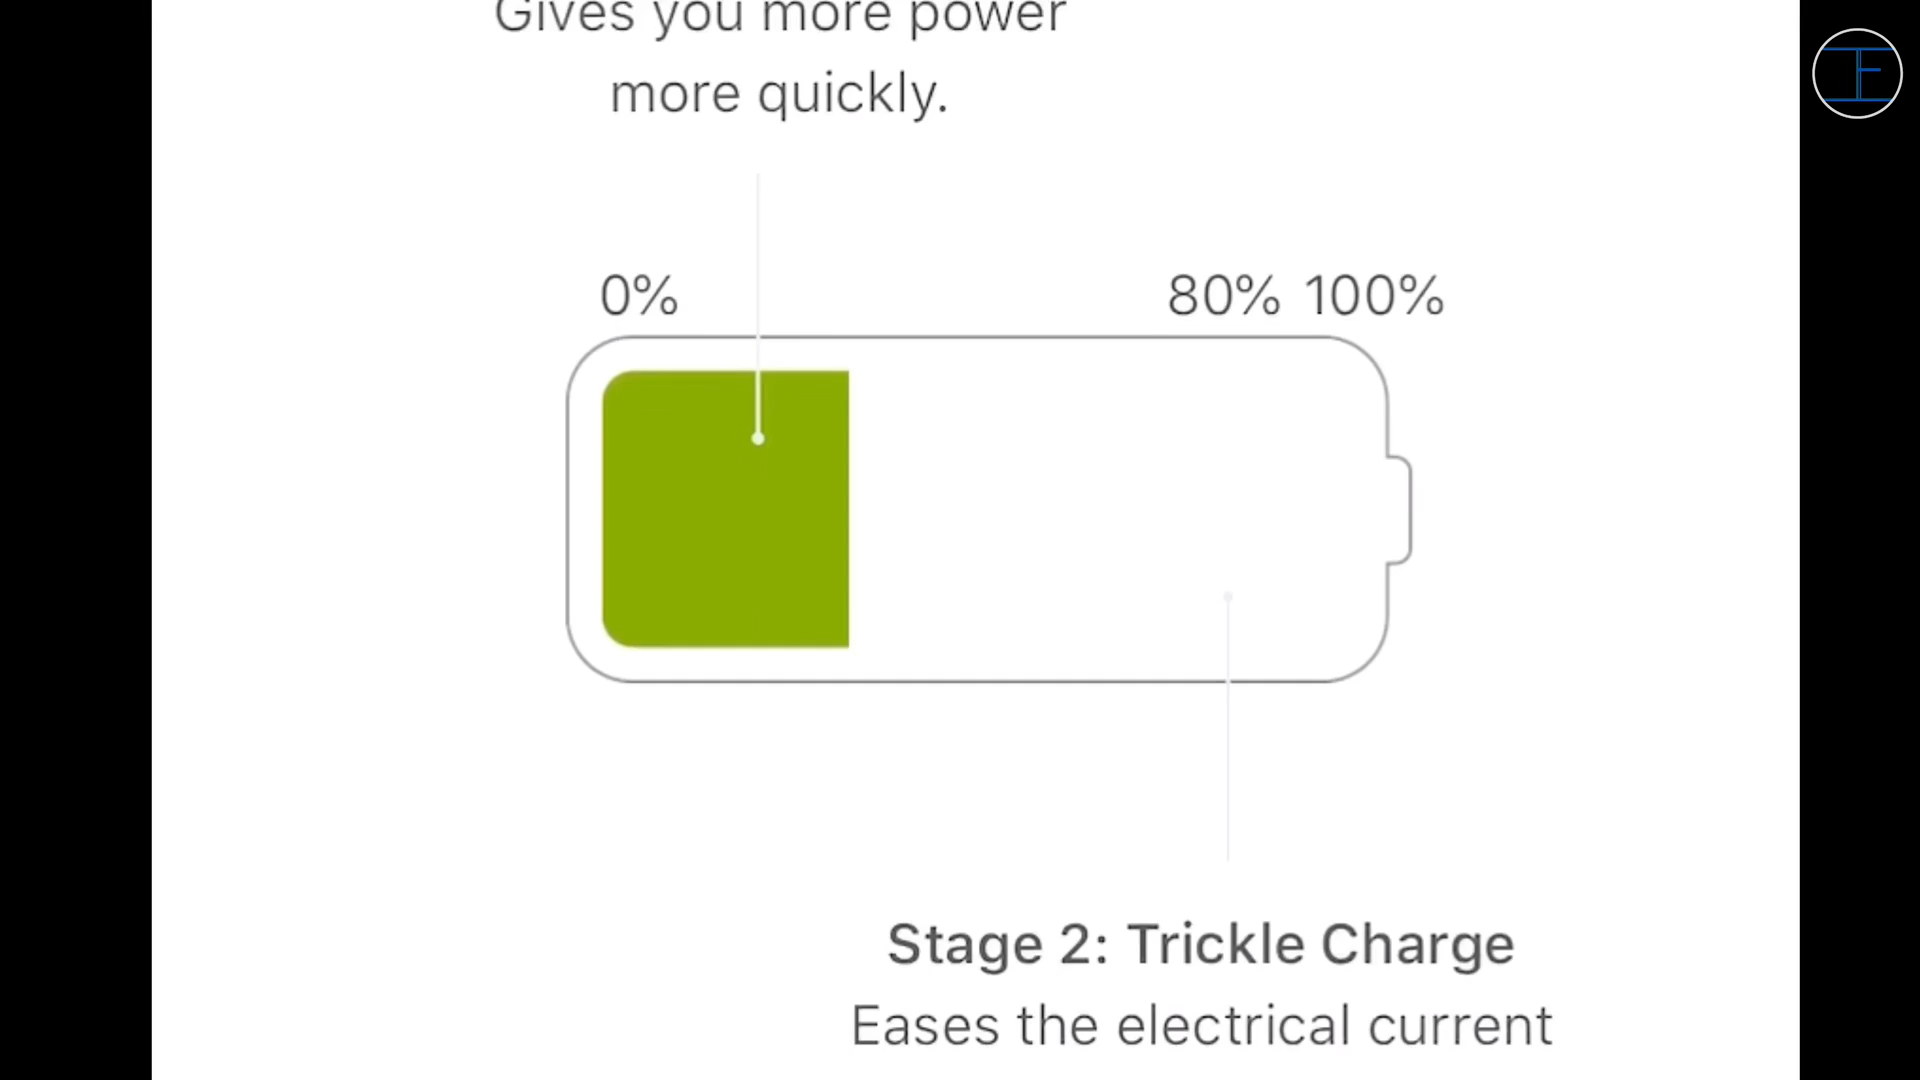 Gives you more power
more quickly.
0% 80% 100%
Stage 2: Trickle Charge
Eases the electrical current